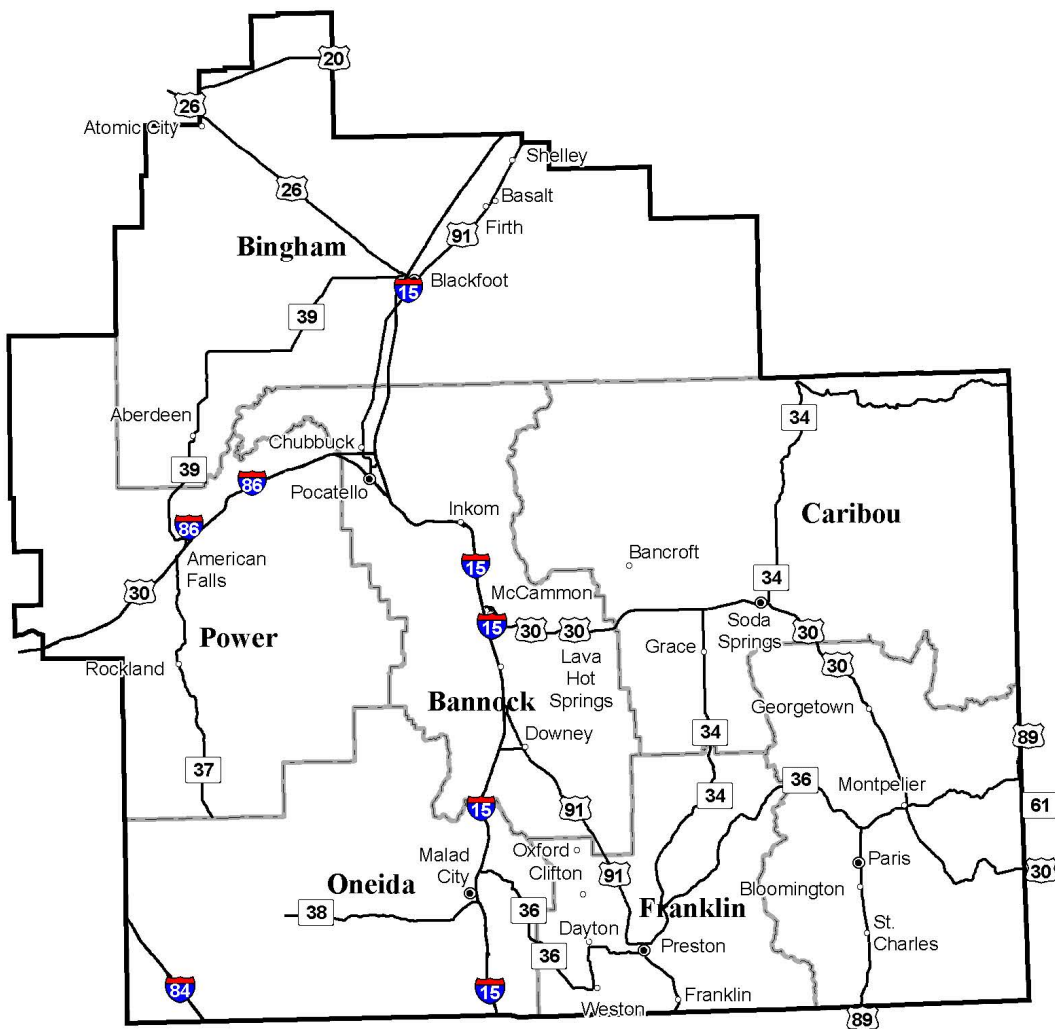 20
26
Atomic City
Shelley
26
Basalt
Firth
91
Bingham
Blackfoot
15
39
Aberdeen
34
Chubbuck
39
86
Pocatello
Caribou
86
Inkom
American
Falls
Bancroft
15
34
30
McCammon
15
30
30
Soda
Springs
30
Power
Rockland
Lava
Hot
Springs
Grace
30
Bannock
Georgetown
Downey
34
89
37
36
Montpelier
15
91
34
61
Oxford
Malad
City
Clifton
91
Paris
30
Oneida
Bloomington
38
36
Franklin
Dayton
St.
Charles
36
Preston
84
15
Weston
Franklin
89